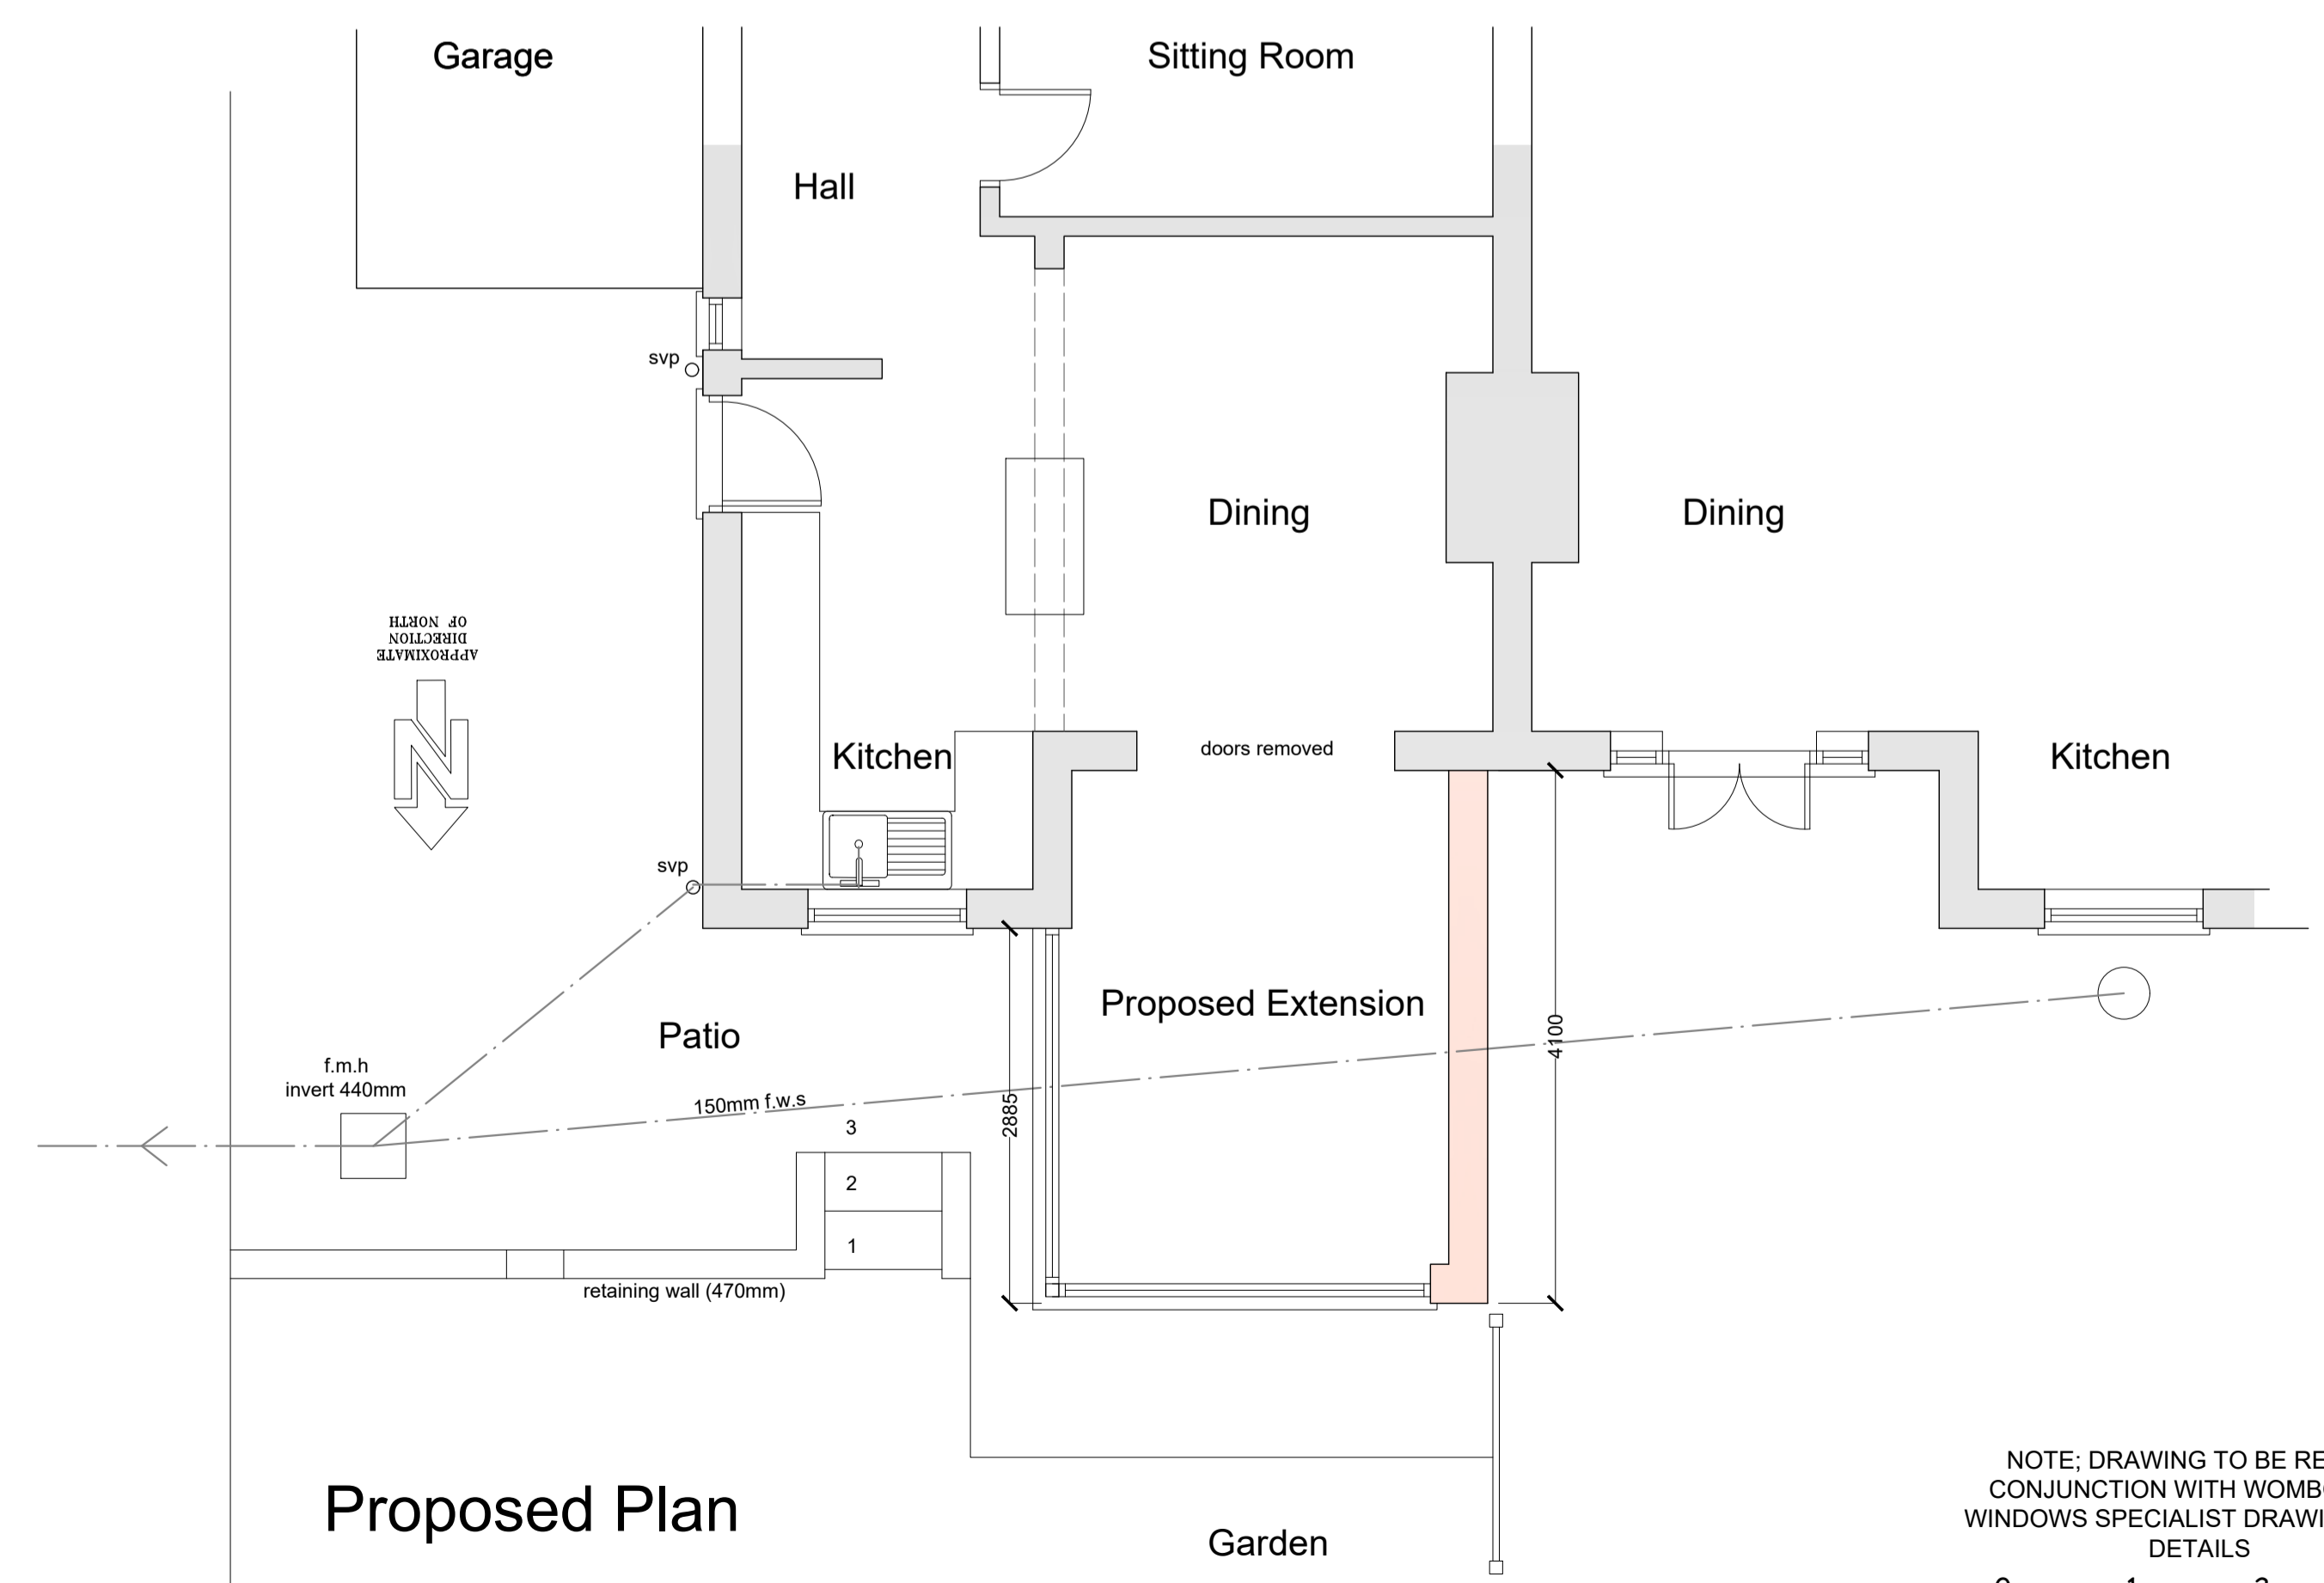 Garage
Sitting Room
Hall
svp
Dining
Dining
APPROXIMATE
DIRECTION
OF NORTH
N
doors removed
Kitchen
Kitchen
svp
Proposed Extension
Patio
4100
f.m.h
invert 440mm
150mm f.w.s
2885
3
2
1
retaining wall (470mm)
Proposed Plan
Garden
NOTE; DRAWING TO BE RE
CONJUNCTION WITH WOMB
WINDOWS SPECIALIST DRAWI
DETAILS